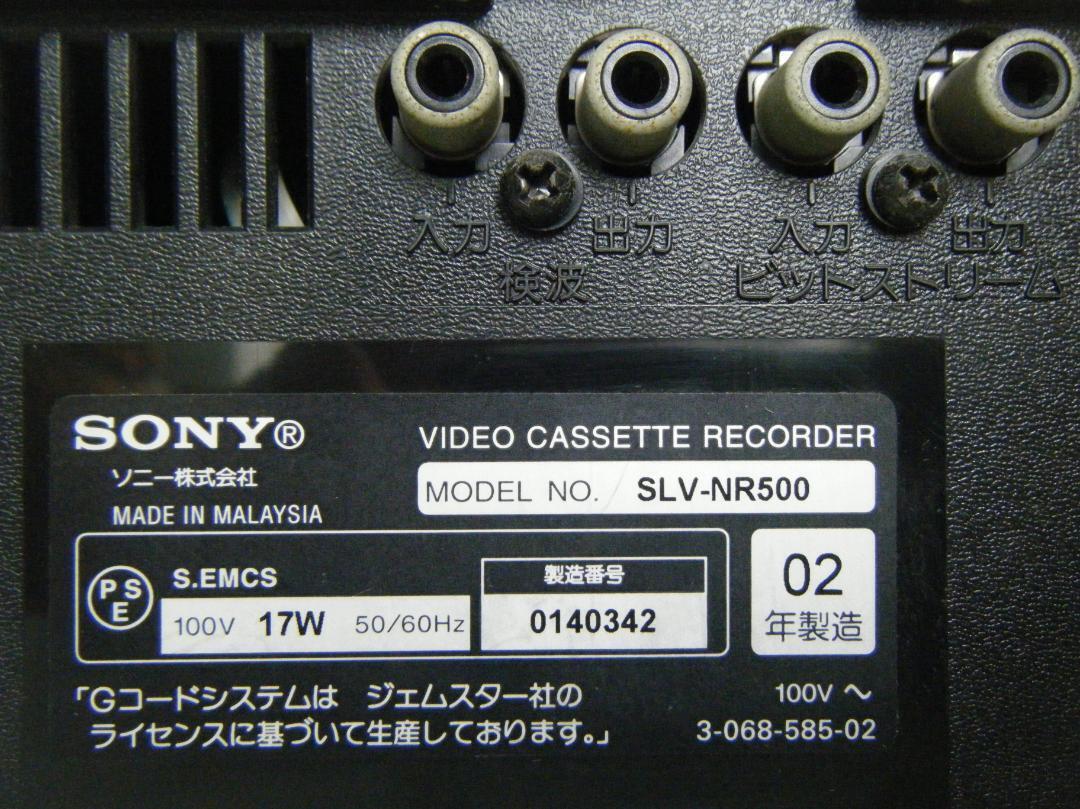 入力 出力 入力 出力
検波 ビットストリーム
SONY®
VIDEO CASSETTE RECORDER
ソニー株式会社
MODEL NO. SLV-NR500
MADE IN MALAYSIA
PSE
S.EMCS
100V 17W 50/60Hz
製造番号
0140342
02
年製造
「Gコードシステムは ジェムスター社の
ライセンスに基づいて生産しております。」
100V ～
3-068-585-02